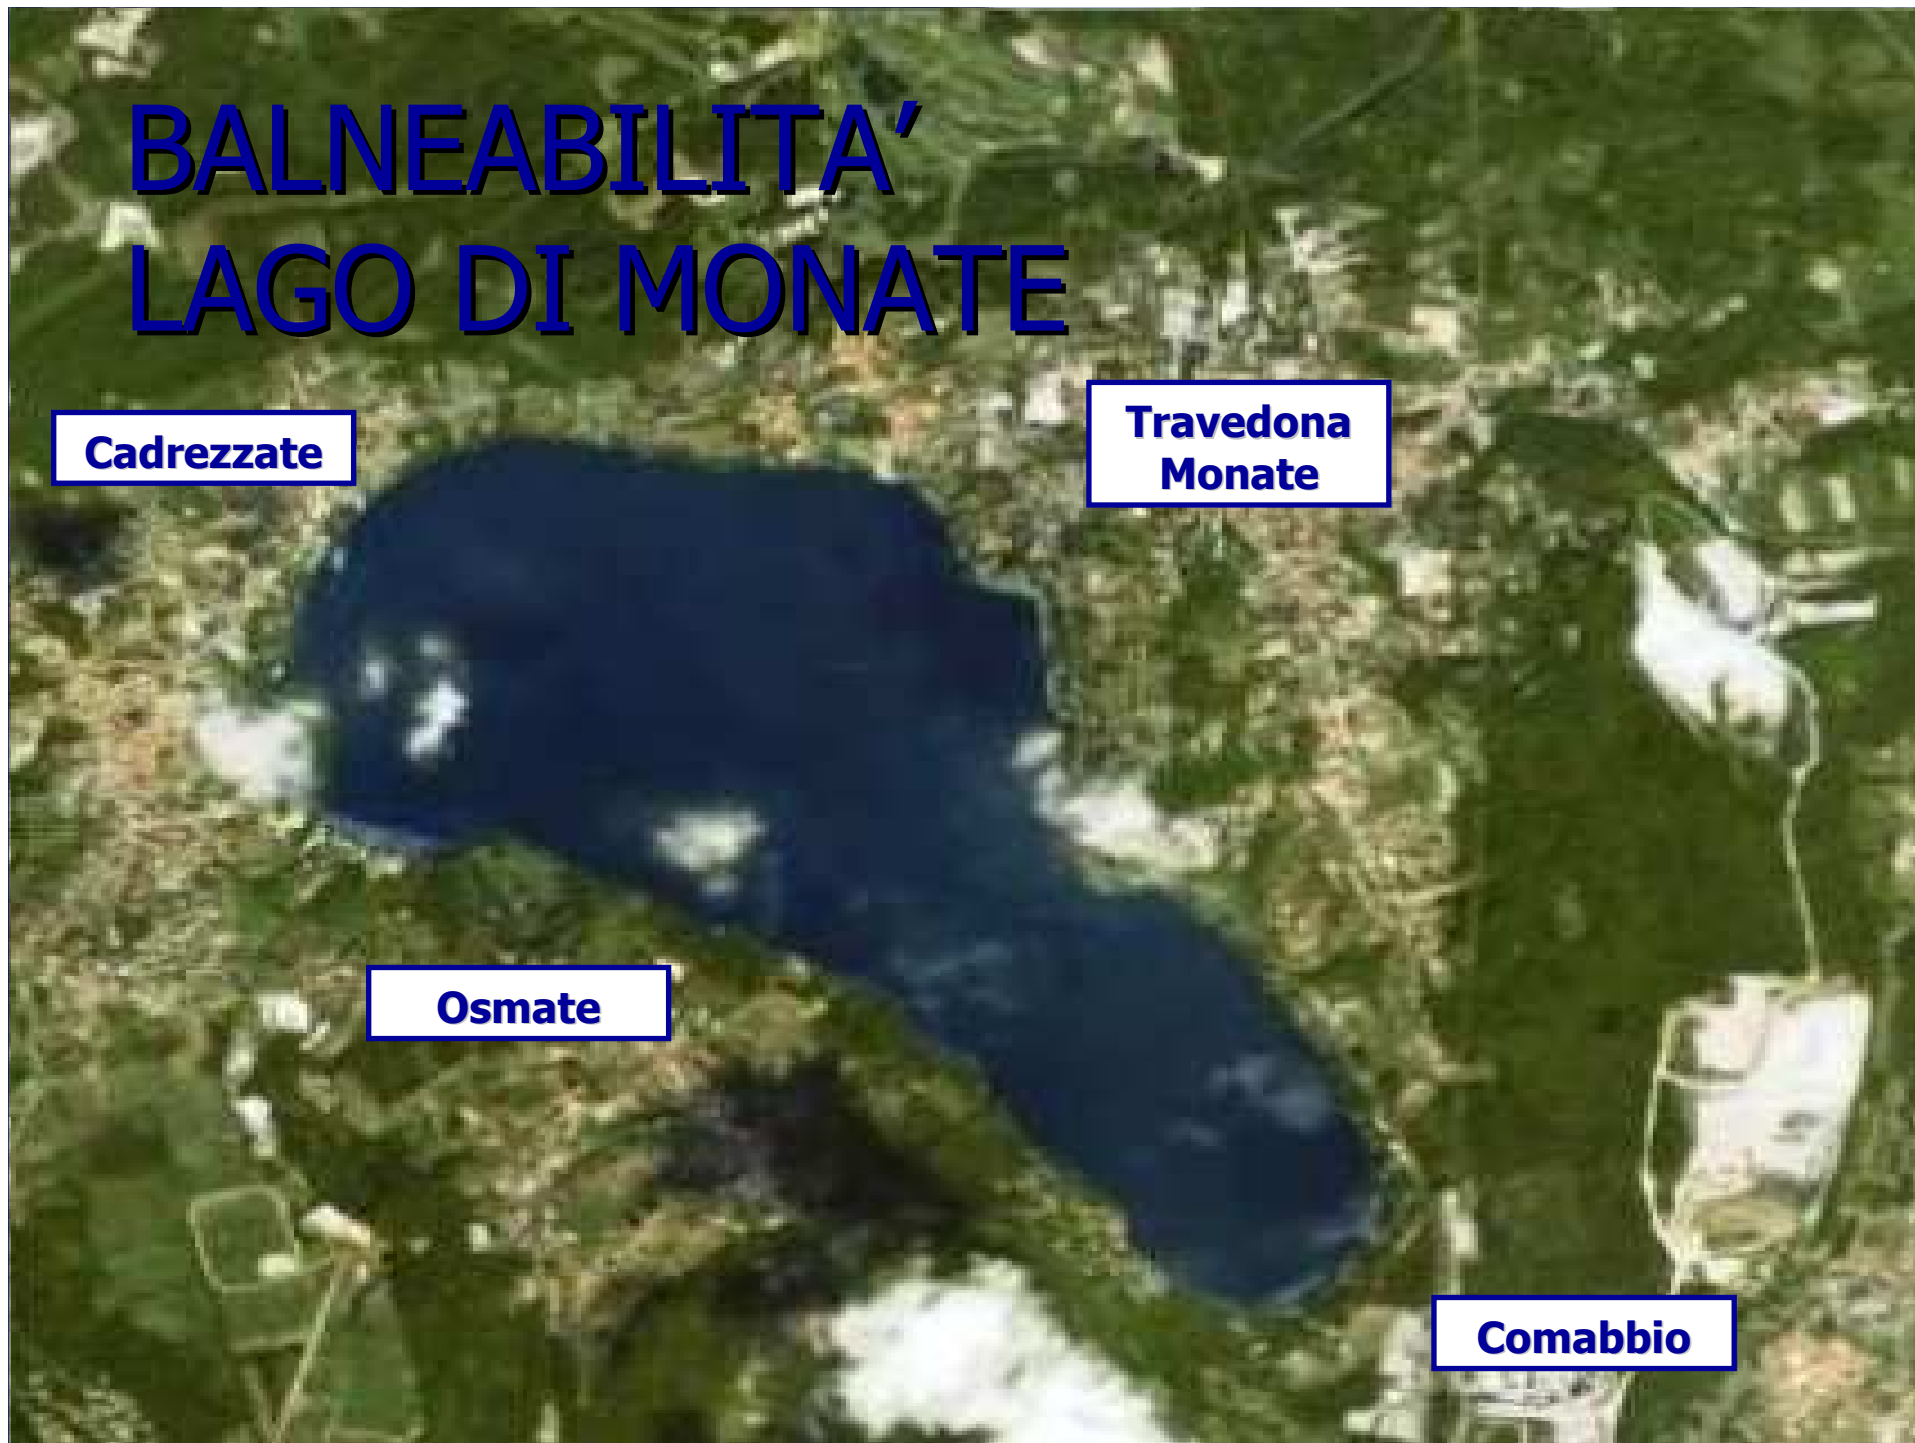 BALNEABILITA’
LAGO DI MONATE
Travedona
Monate
Cadrezzate
Osmate
Comabbio